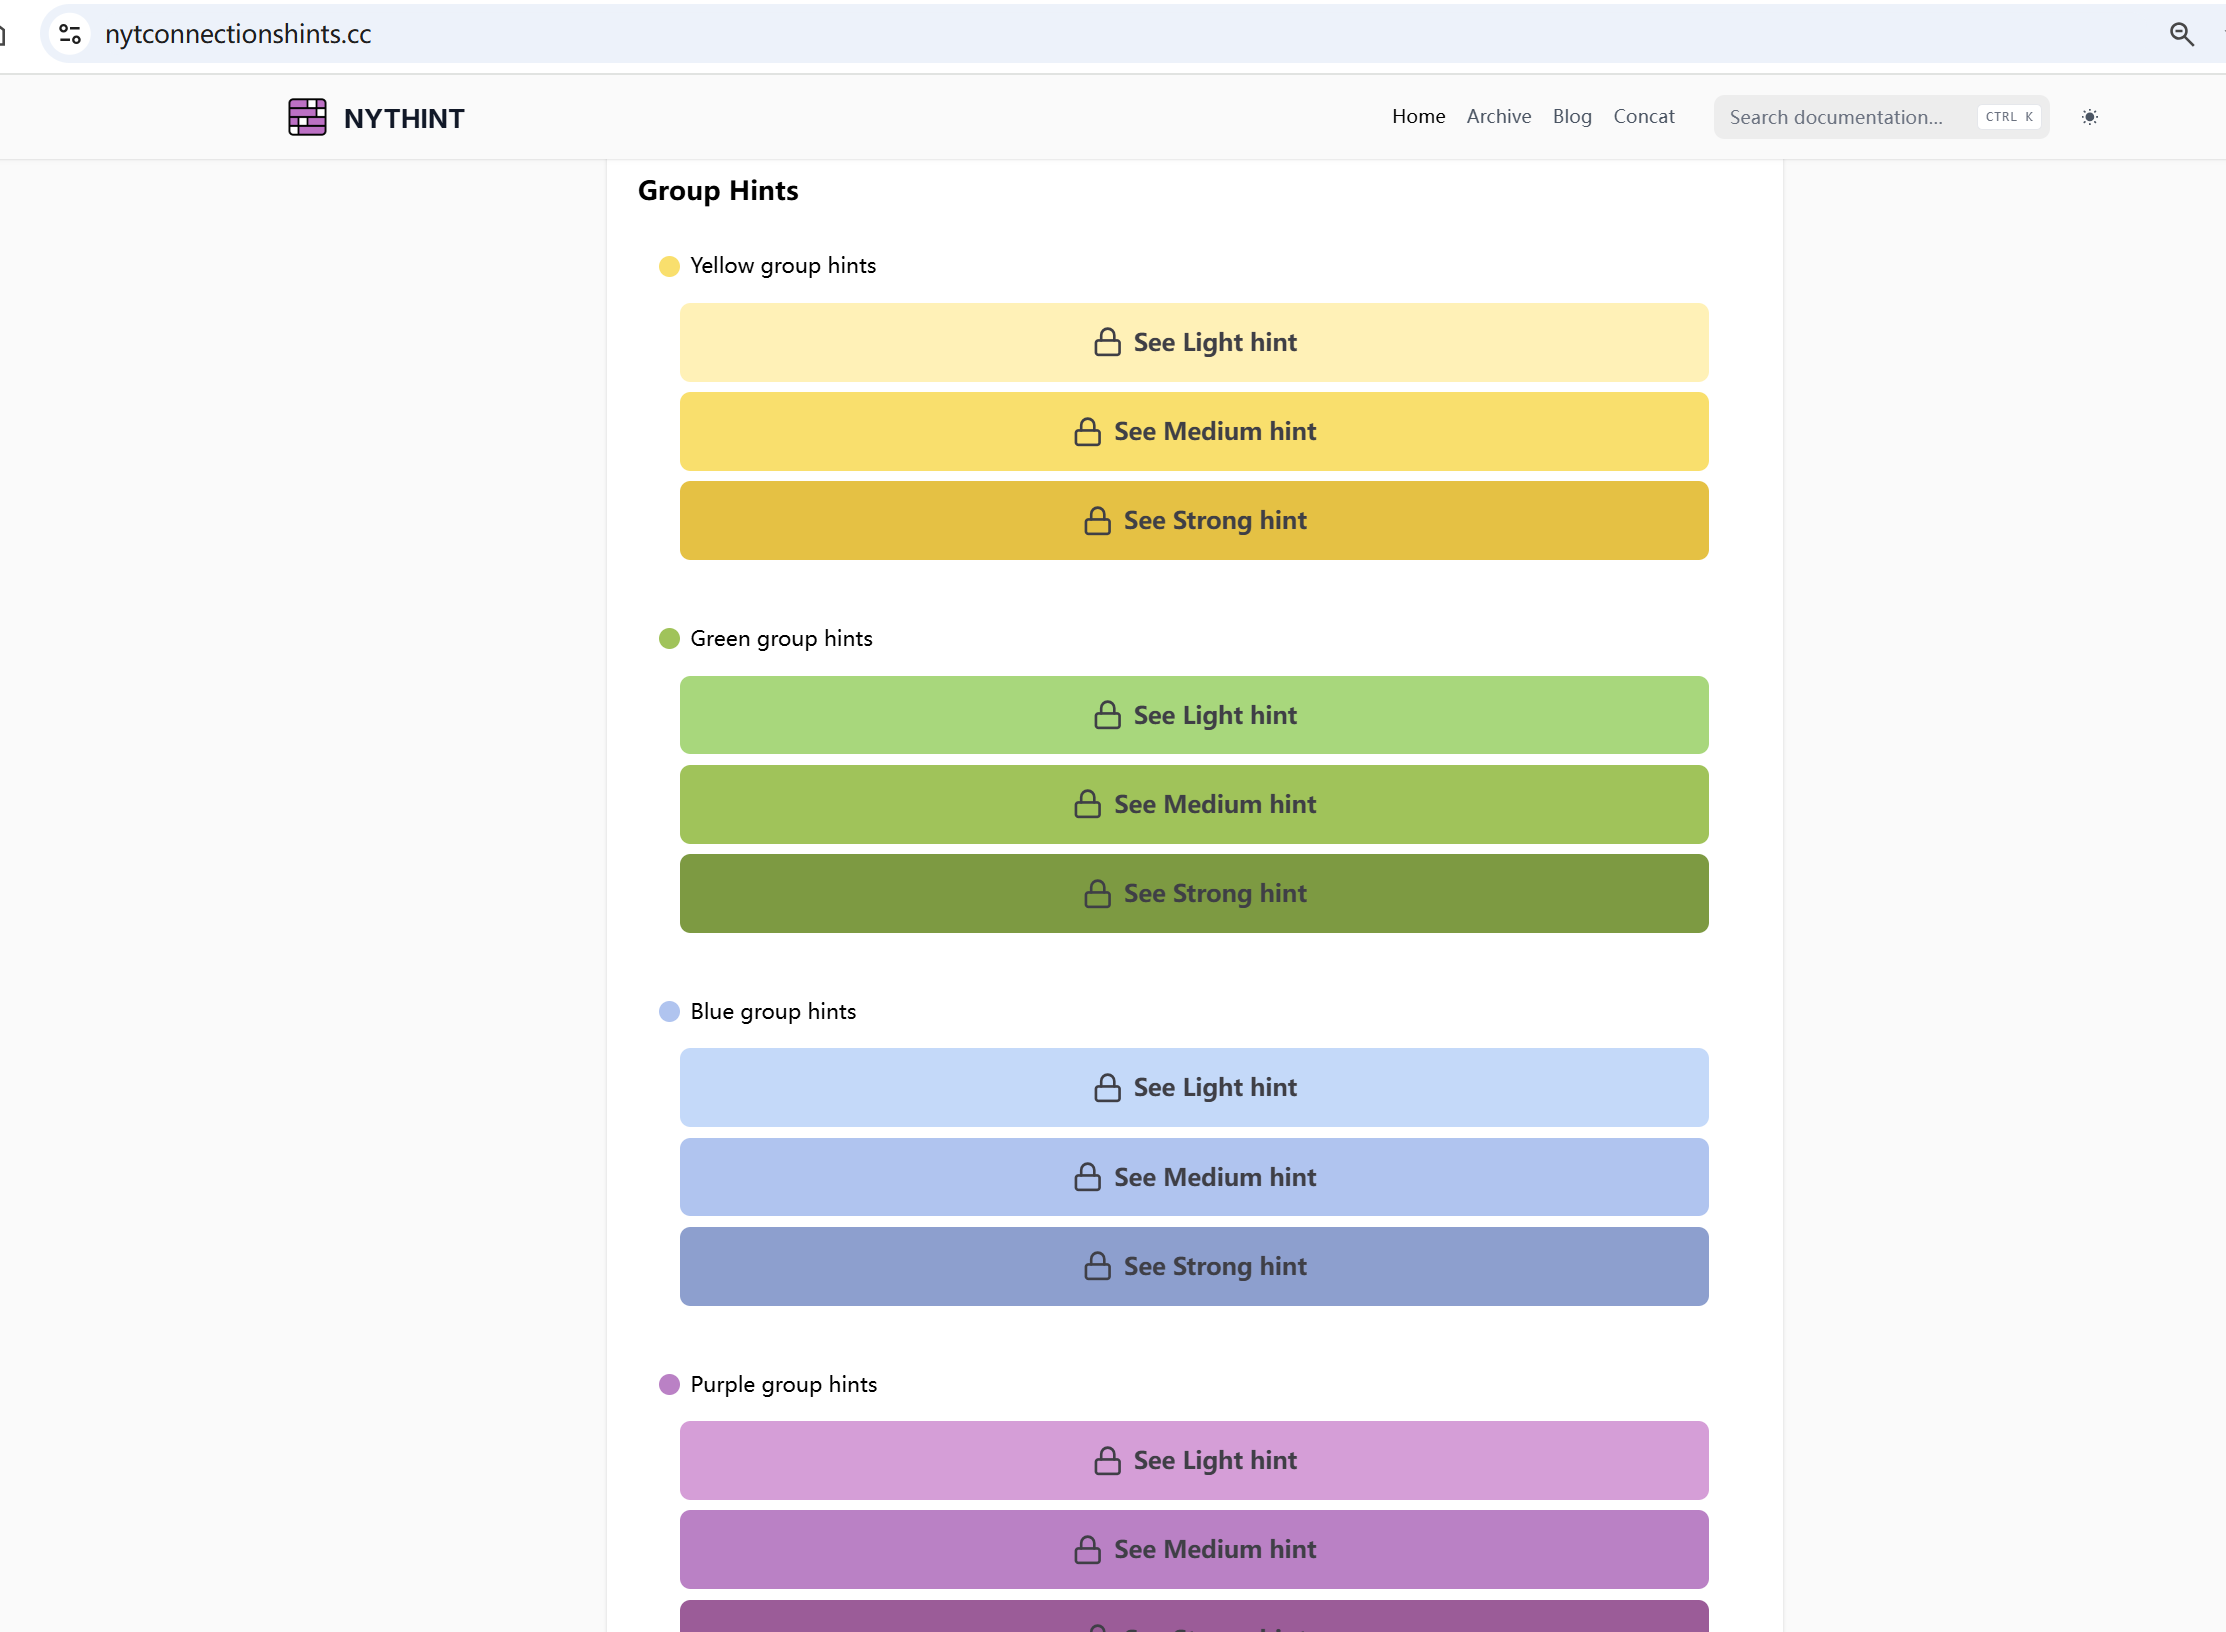 nytconnectionshints.cc
NYTHINT
Home Archive Blog Concat Search documentation... CTRL K
Group Hints
Yellow group hints
See Light hint
See Medium hint
See Strong hint
Green group hints
See Light hint
See Medium hint
See Strong hint
Blue group hints
See Light hint
See Medium hint
See Strong hint
Purple group hints
See Light hint
See Medium hint